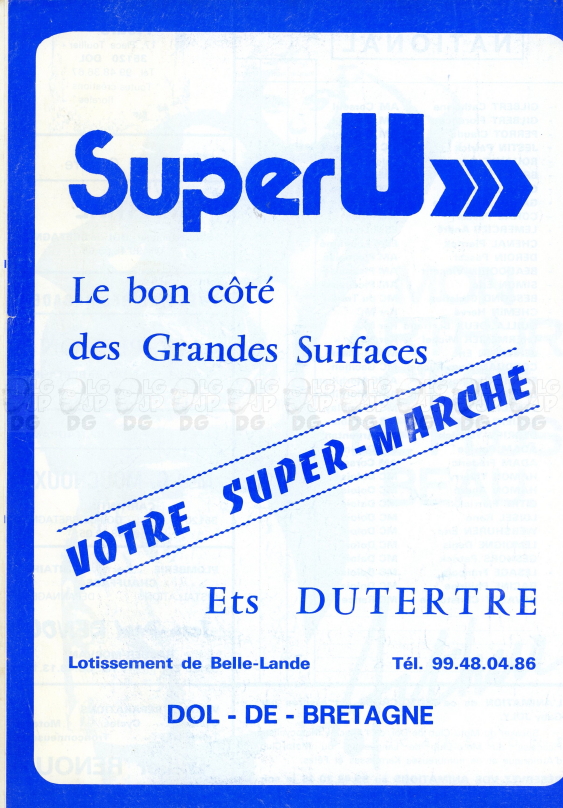 SuperU
Le bon côté
des Grandes Surfaces
VOTRE SUPER-MARCHE
Ets DUTERTRE
Lotissement de Belle-Lande Tél. 99.48.04.86
DOL - DE - BRETAGNE